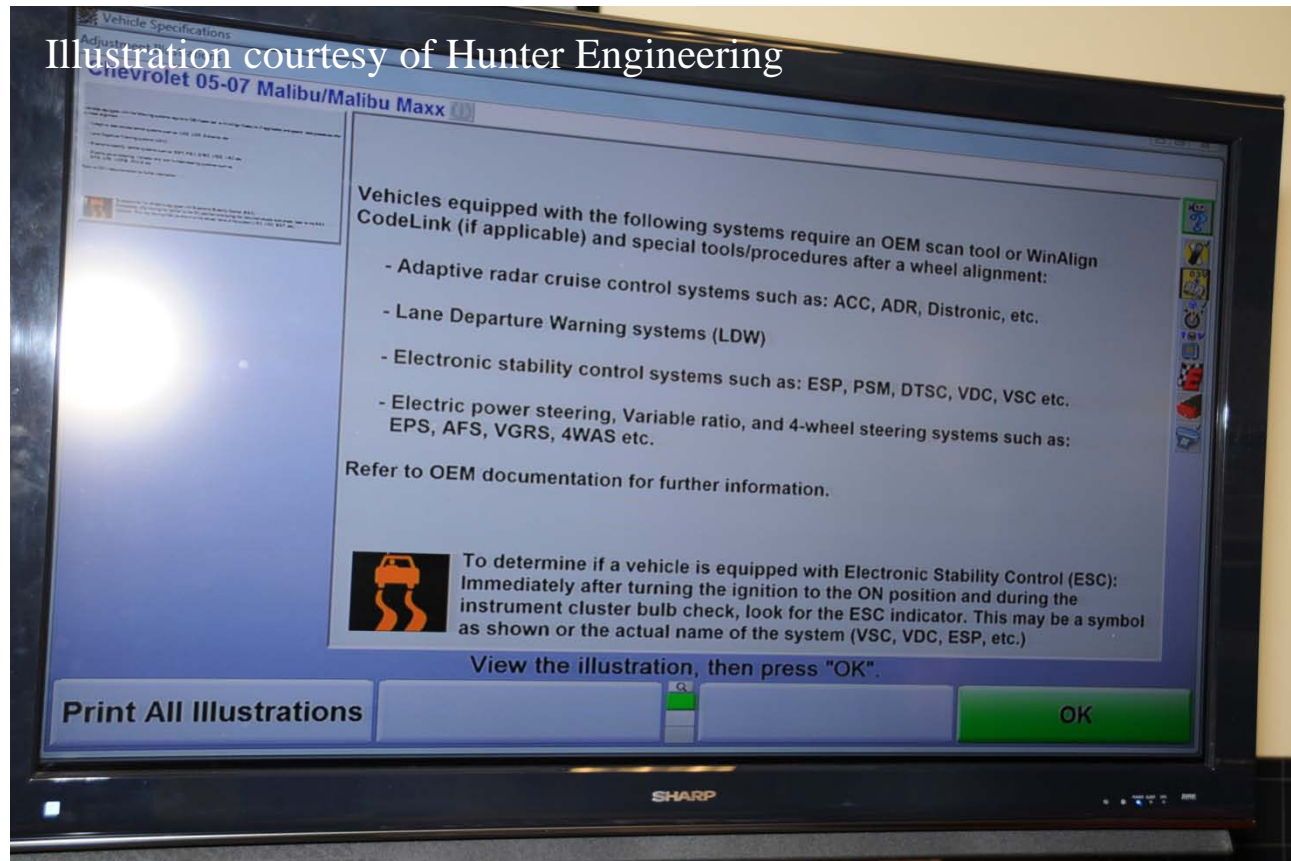 Vehicle Specifications
Illustration courtesy of Hunter Engineering
Chevrolet 05-07 Malibu/Malibu Maxx
Vehicles equipped with the following systems require an OEM scan tool or WinAlign
CodeLink (if applicable) and special tools/procedures after a wheel alignment:
- Adaptive radar cruise control systems such as: ACC, ADR, Distronic, etc.
- Lane Departure Warning systems (LDW)
- Electronic stability control systems such as: ESP, PSM, DTSC, VDC, VSC etc.
- Electric power steering, Variable ratio, and 4-wheel steering systems such as:
EPS, AFS, VGRS, 4WAS etc.
Refer to OEM documentation for further information.
To determine if a vehicle is equipped with Electronic Stability Control (ESC):
Immediately after turning the ignition to the ON position and during the
instrument cluster bulb check, look for the ESC indicator. This may be a symbol
as shown or the actual name of the system (VSC, VDC, ESP, etc.)
View the illustration, then press "OK".
Print All Illustrations
OK
SHARP